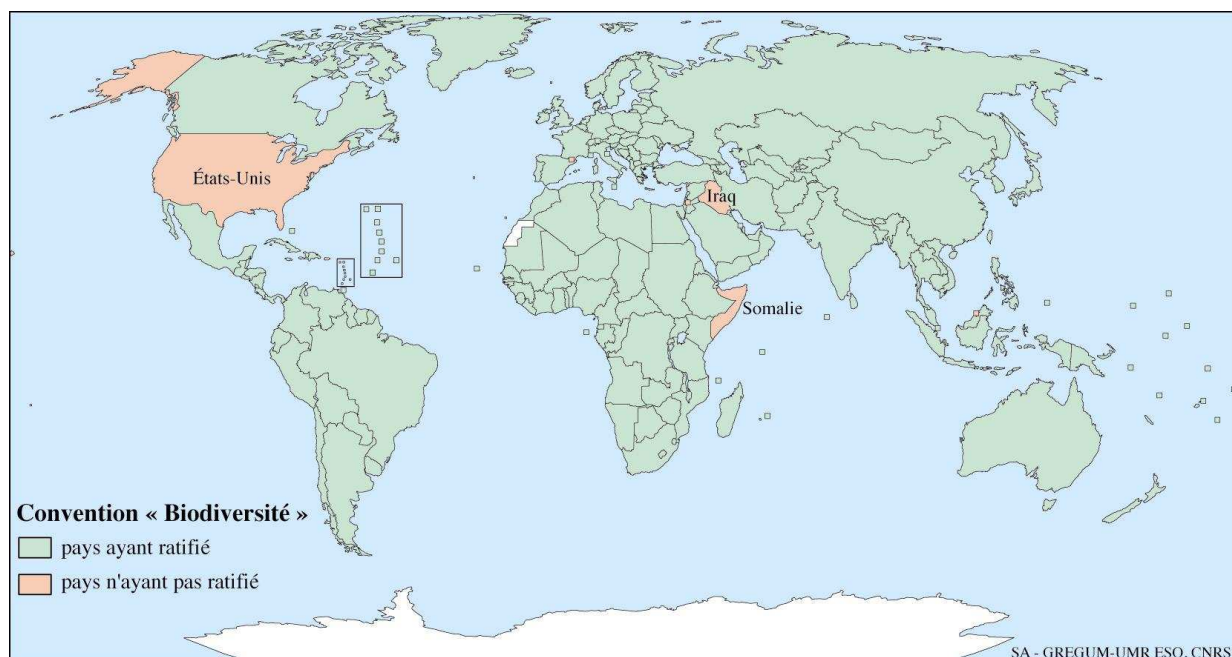 États-Unis
Iraq
Somalie
Convention « Biodiversité »
pays ayant ratifié
pays n'ayant pas ratifié
SA - GREGUM-UMR ESO, CNRS